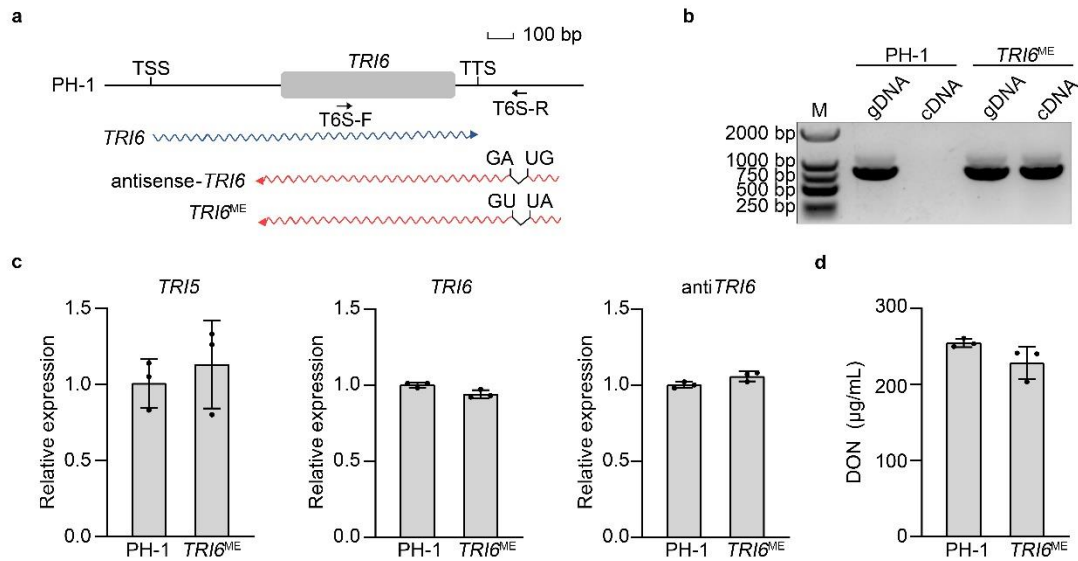 a
100 bp
TRI6
TSS
TTS
PH-1
T6S-F
T6S-R
TRI6
GA UG
antisense-TRI6
GU UA
TRI6ME
b
PH-1 TRI6ME
M gDNA cDNA gDNA cDNA
2000 bp
1000 bp
750 bp
500 bp
250 bp
c
TRI5
Relative expression
1.5
1.0
0.5
0.0
PH-1 TRI6ME
TRI6
Relative expression
1.5
1.0
0.5
0.0
PH-1 TRI6ME
antiTRI6
Relative expression
1.5
1.0
0.5
0.0
PH-1 TRI6ME
d
DON (µg/mL)
300
200
100
0
PH-1 TRI6ME